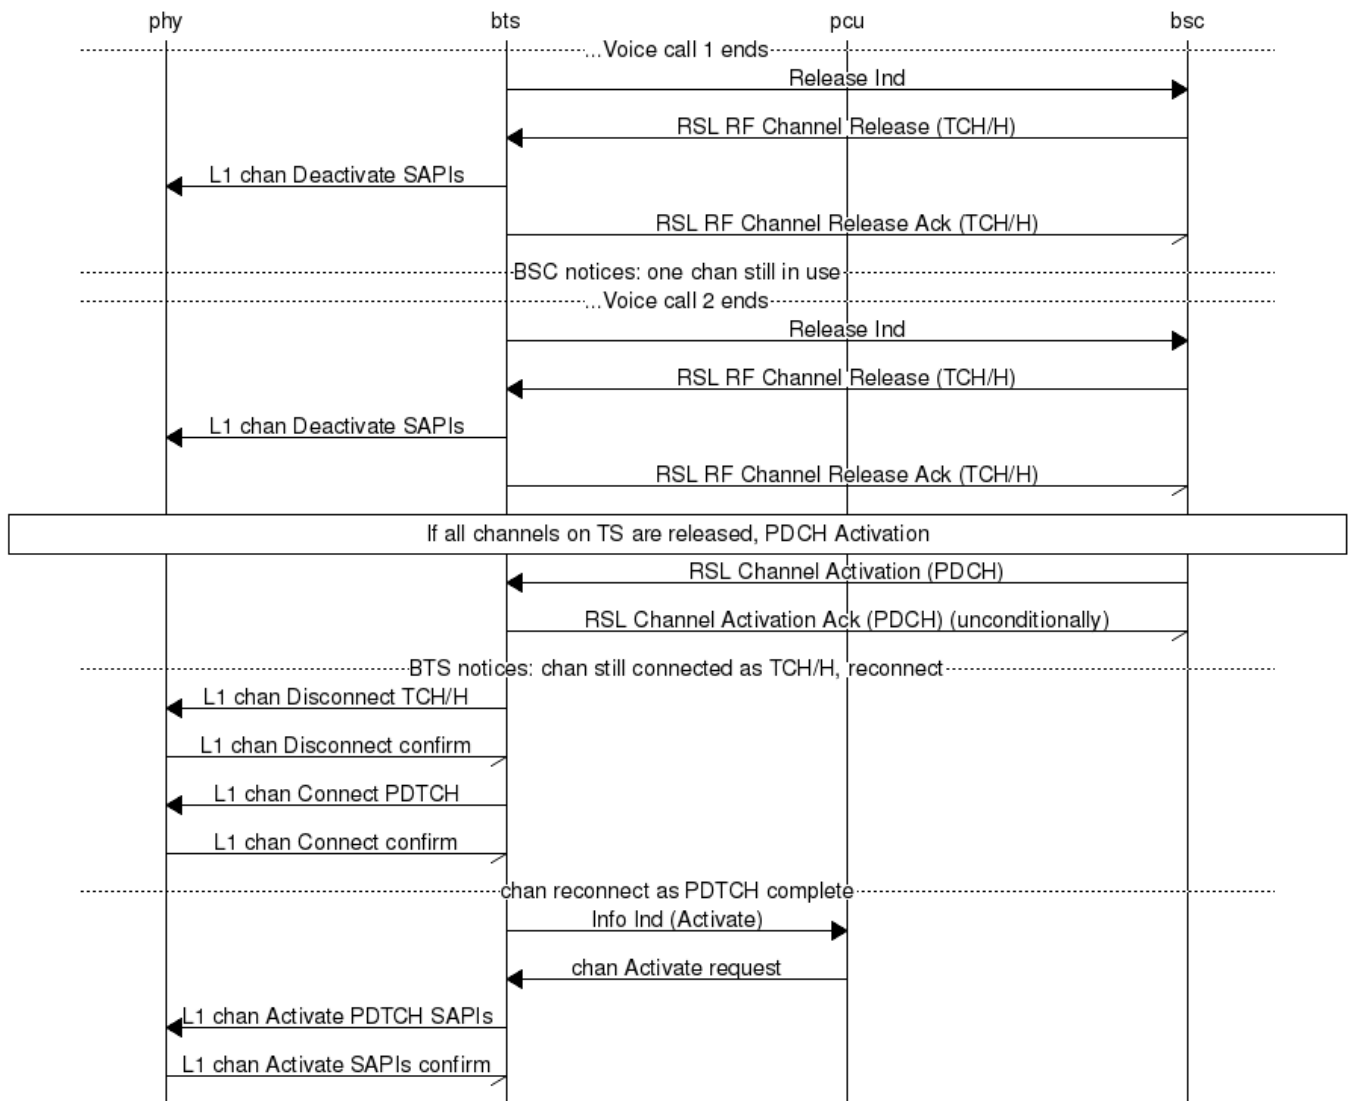 phy bts pcu bsc
...Voice call 1 ends
Release Ind
RSL RF Channel Release (TCH/H)
L1 chan Deactivate SAPIs
RSL RF Channel Release Ack (TCH/H)
BSC notices: one chan still in use
...Voice call 2 ends
Release Ind
RSL RF Channel Release (TCH/H)
L1 chan Deactivate SAPIs
RSL RF Channel Release Ack (TCH/H)
If all channels on TS are released, PDCH Activation
RSL Channel Activation (PDCH)
RSL Channel Activation Ack (PDCH) (unconditionally)
BTS notices: chan still connected as TCH/H, reconnect
L1 chan Disconnect TCH/H
L1 chan Disconnect confirm
L1 chan Connect PDTCH
L1 chan Connect confirm
chan reconnect as PDTCH complete
Info Ind (Activate)
chan Activate request
L1 chan Activate PDTCH SAPIs
L1 chan Activate SAPIs confirm